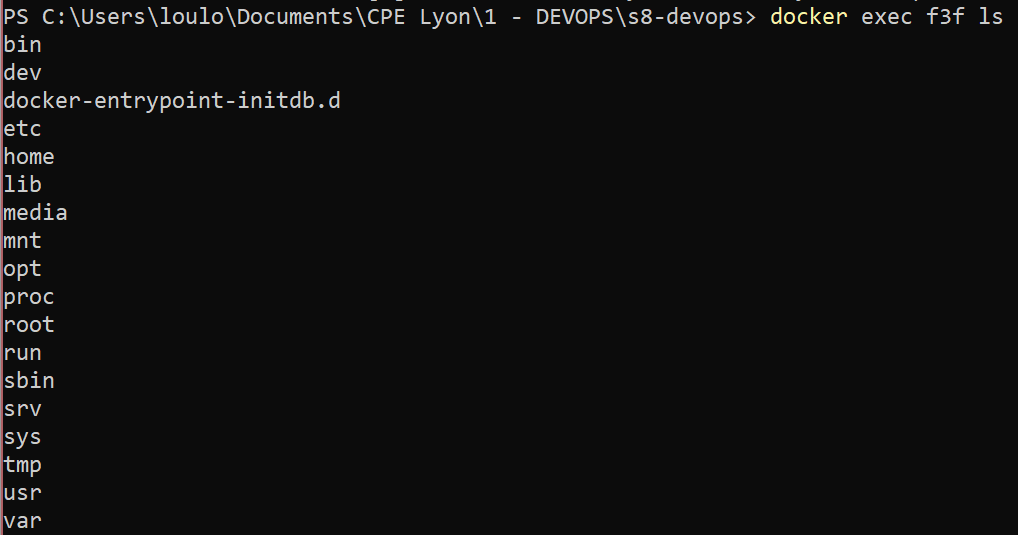 PS C:\Users\loulo\Documents\CPE Lyon\1 - DEVOPS\s8-devops> docker exec f3f ls
bin
dev
docker-entrypoint-initdb.d
etc
home
lib
media
mnt
opt
proc
root
run
sbin
srv
sys
tmp
usr
var